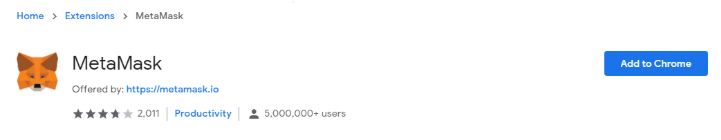 Home > Extensions > MetaMask
MetaMask
Add to Chrome
Offered by: https://metamask.io
2,011 | Productivity | 5,000,000+ users